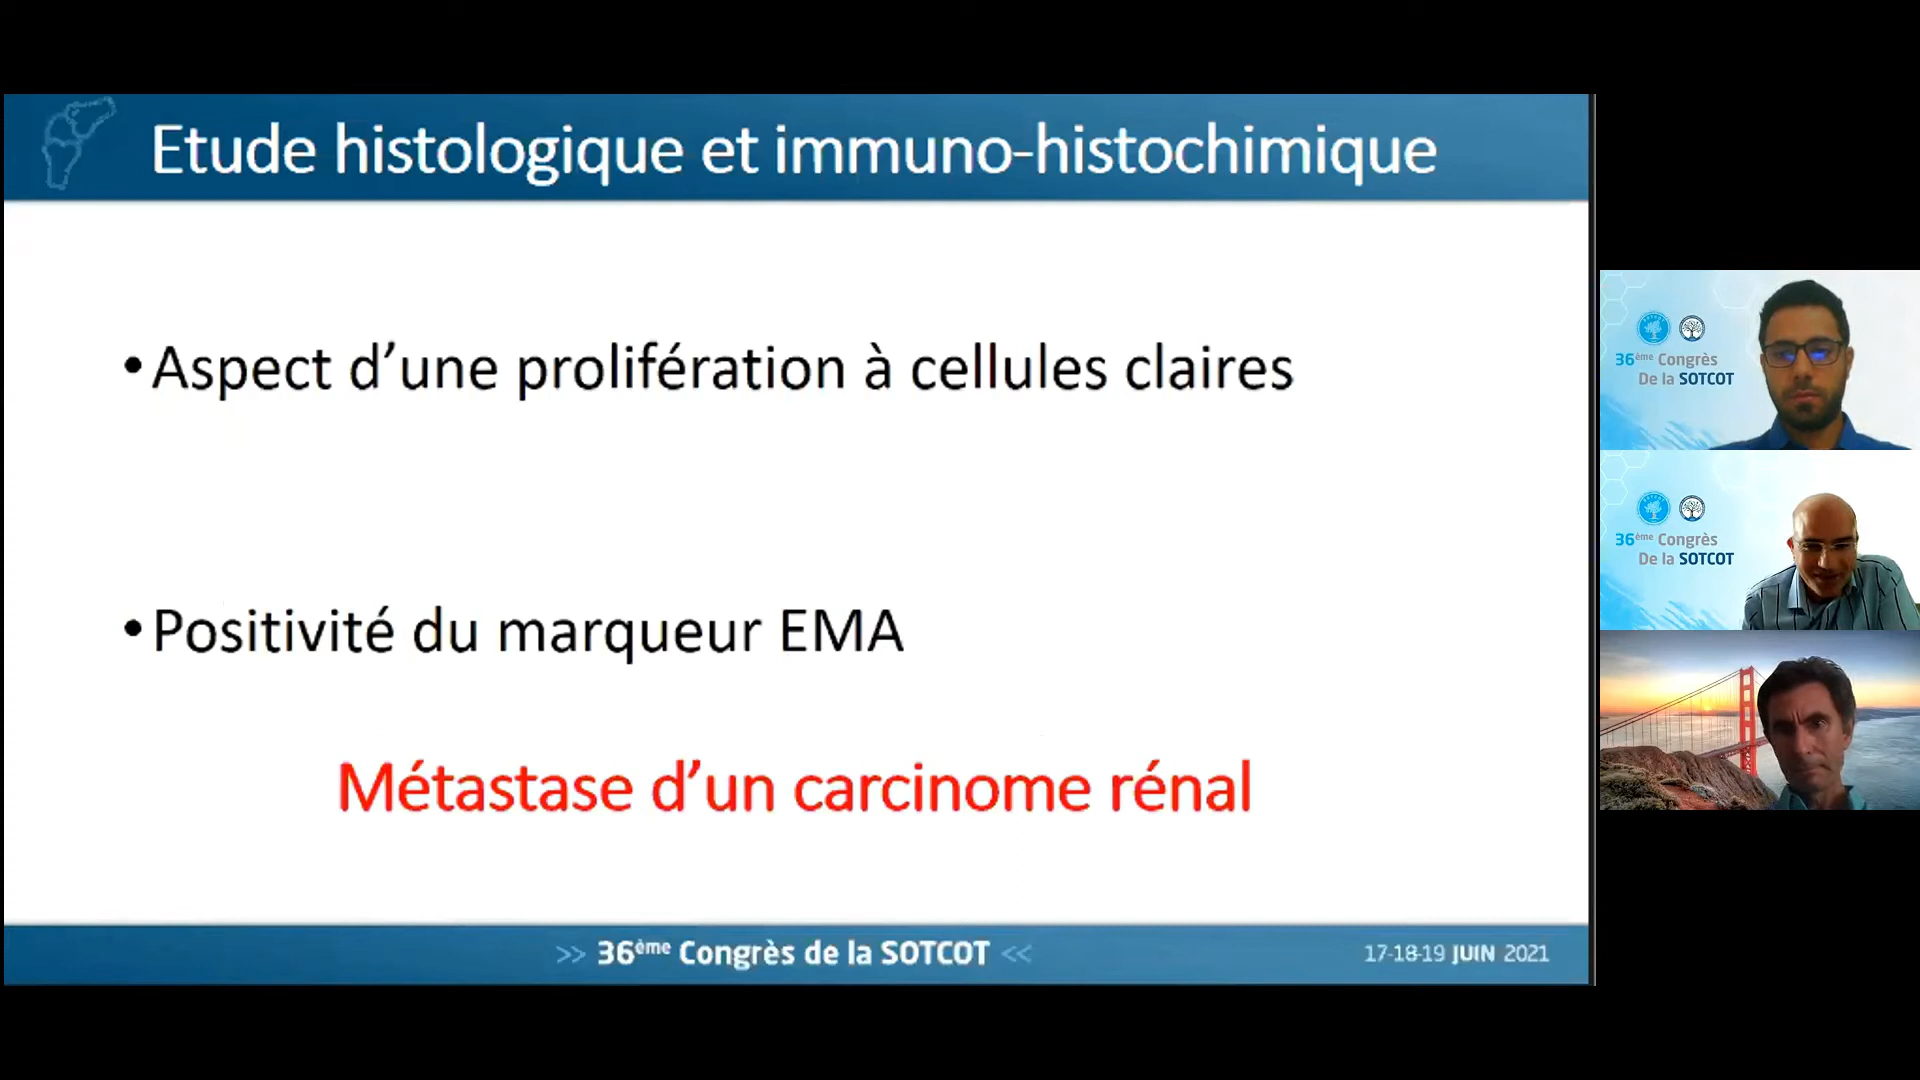 Etude histologique et immuno-histochimique
•Aspect d’une prolifération à cellules claires
•Positivité du marqueur EMA
Métastase d’un carcinome rénal
>> 36ème Congrès de la SOTCOT <<
17-18-19 JUIN 2021
36ème Congrès
De la SOTCOT
36ème Congrès
De la SOTCOT